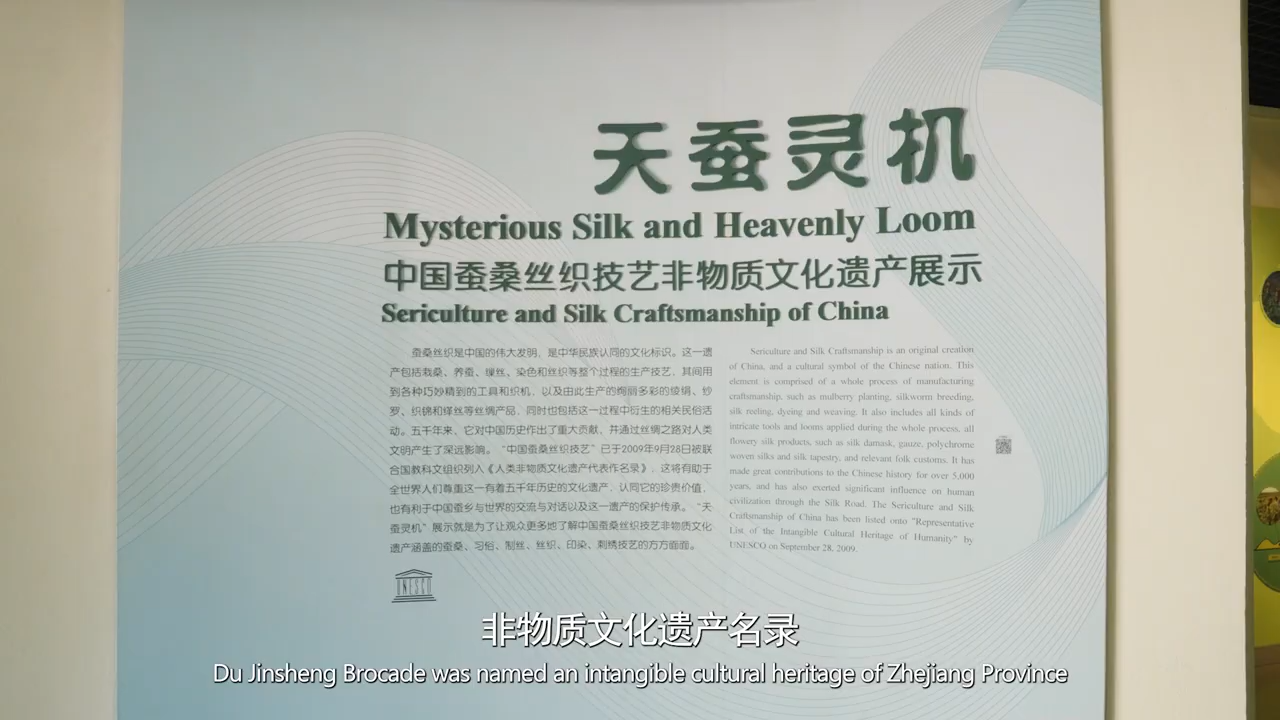 天蚕灵机
Mysterious Silk and Heavenly Loom
中国蚕桑丝织技艺非物质文化遗产展示
Sericulture and Silk Craftsmanship of China
蚕桑丝织是中国的伟大发明，是中华民族认同的文化标识。这一遗
产包括栽桑、养蚕、缫丝、染色和丝织等整个过程的生产技艺，其间用
到各种巧妙精到的工具和织机，以及由此生产的绚丽多彩的绫绢、纱
罗、织锦和缂丝等丝绸产品，同时也包括这一过程中衍生的相关民俗活
动。五千年来，它对中国历史作出了重大贡献，并通过丝绸之路对人类
文明产生了深远影响。“中国蚕桑丝织技艺”已于2009年9月28日被联
合国教科文组织列入《人类非物质文化遗产代表作名录》，这将有助于
全世界人们尊重这一有着五千年历史的文化遗产，认同它的珍贵价值，
也有利于中国蚕乡与世界的交流与对话以及这一遗产的保护传承。“天
蚕灵机”展示就是为了让观众更多地了解中国蚕桑丝织技艺非物质文化
遗产涵盖的蚕桑、习俗、制丝、丝织、印染、刺绣技艺的方方面面。
Sericulture and Silk Craftsmanship is an original creation
of China, and a cultural symbol of the Chinese nation. This
element is comprised of a whole process of manufacturing
craftsmanship, such as mulberry planting, silkworm breeding,
silk reeling, dyeing and weaving. It also includes all kinds of
intricate tools and looms applied during the whole process, all
flowery silk products, such as silk damask, gauze, polychrome
woven silks and silk tapestry, and relevant folk customs. It has
made great contributions to the Chinese history for over 5,000
years, and has also exerted significant influence on human
civilization through the Silk Road. The Sericulture and Silk
Craftsmanship of China has been listed onto "Representative
List of the Intangible Cultural Heritage of Humanity" by
UNESCO on September 28, 2009.
UNESCO
非物质文化遗产名录
Du Jinsheng Brocade was named an intangible cultural heritage of Zhejiang Province